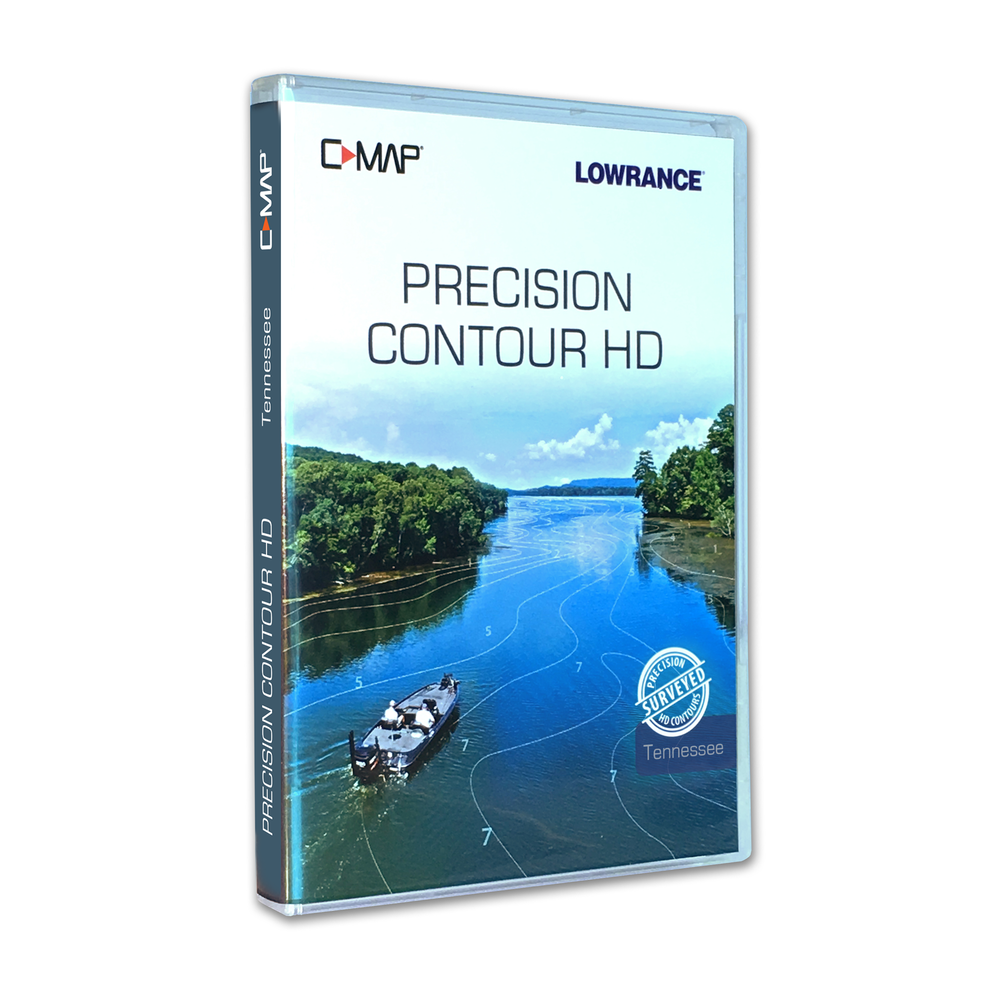 C-MAP®
LOWRANCE®
PRECISION
CONTOUR HD
5
5
7
7
7
7
PRECISION
SURVEYED
HD CONTOURS
Tennessee
C-MAP®
Tennessee
PRECISION CONTOUR HD